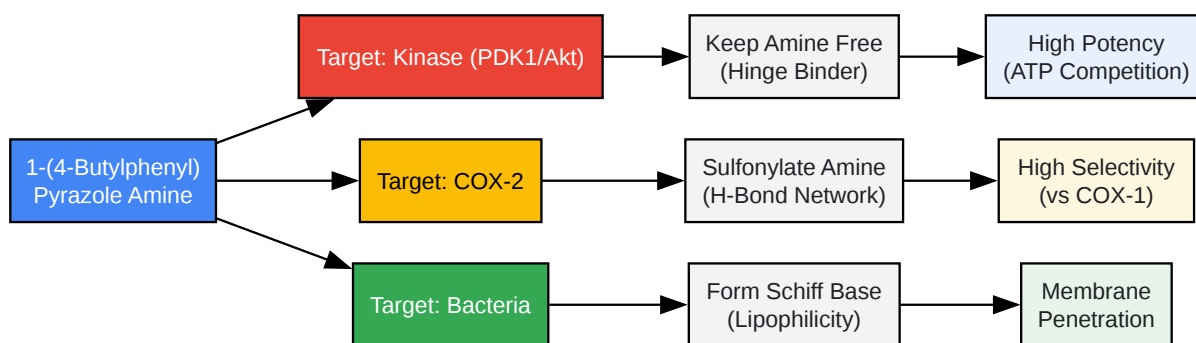 1-(4-Butylphenyl)
Pyrazole Amine
Target: Kinase (PDK1/Akt)
Keep Amine Free
(Hinge Binder)
High Potency
(ATP Competition)
Target: COX-2
Sulfonylate Amine
(H-Bond Network)
High Selectivity
(vs COX-1)
Target: Bacteria
Form Schiff Base
(Lipophilicity)
Membrane
Penetration